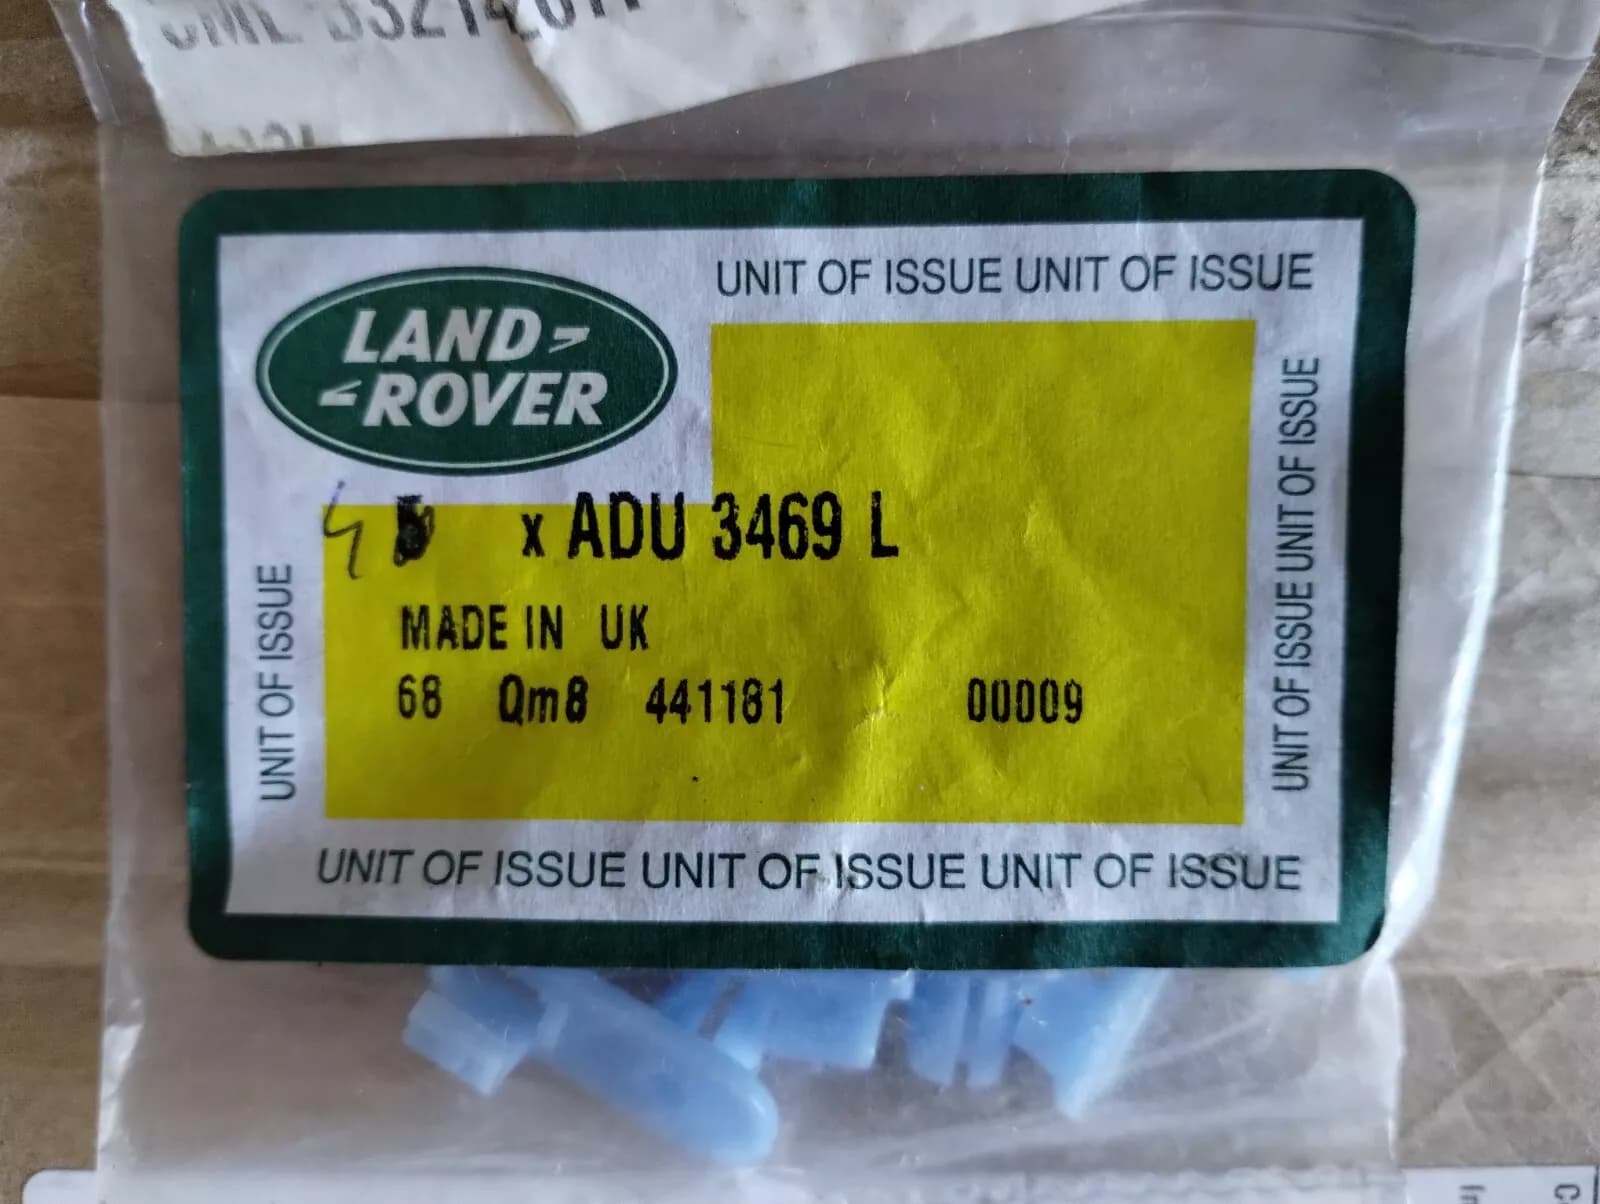 LAND-
-ROVER
UNIT OF ISSUE UNIT OF ISSUE
4 x ADU 3469 L
MADE IN UK
68 Qm8 441181 00009
UNIT OF ISSUE
UNIT OF ISSUE UNIT OF ISSUE
UNIT OF ISSUE UNIT OF ISSUE UNIT OF ISSUE